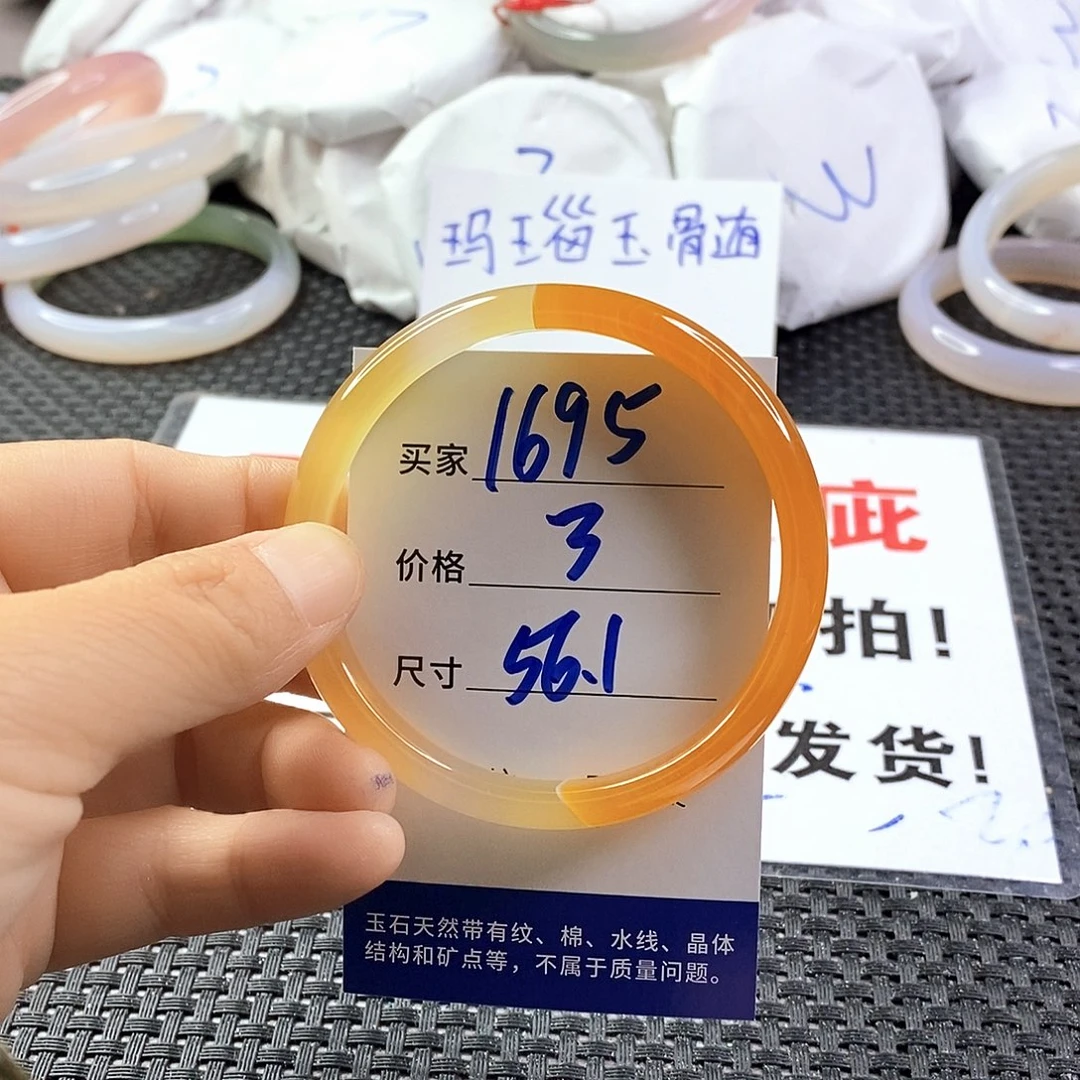 玛瑙玉骨髓
买家 1695
价格 3
尺寸 56.1
疵
拍！
发货！
玉石天然带有纹、棉、水线、晶体
结构和矿点等，不属于质量问题。